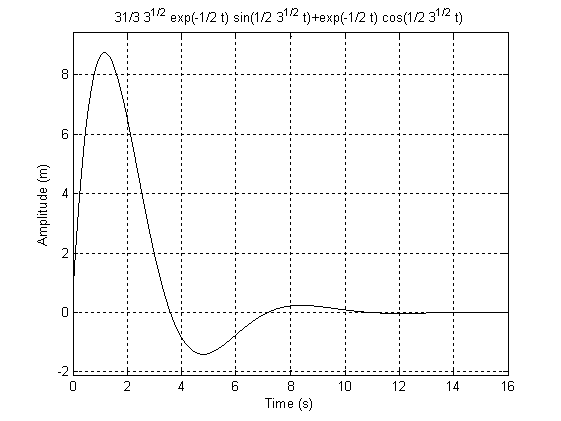 31/3 3^1/2 exp(-1/2 t) sin(1/2 3^1/2 t)+exp(-1/2 t) cos(1/2 3^1/2 t)
8
6
4
2
0
-2
Amplitude (m)
0 2 4 6 8 10 12 14 16
Time (s)